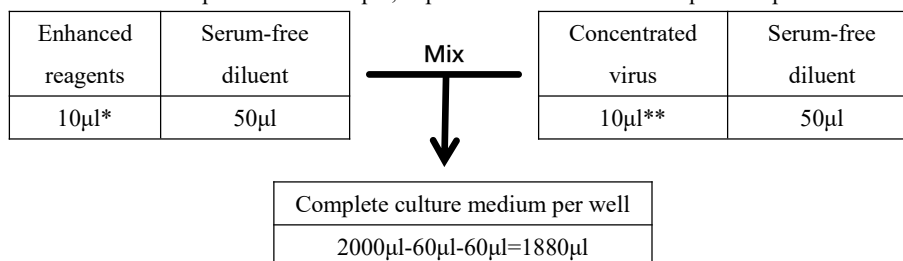 Enhanced reagents
Serum-free diluent
10μl*
50μl
Mix
Concentrated virus
Serum-free diluent
10μl**
50μl
Complete culture medium per well
2000μl-60μl-60μl=1880μl